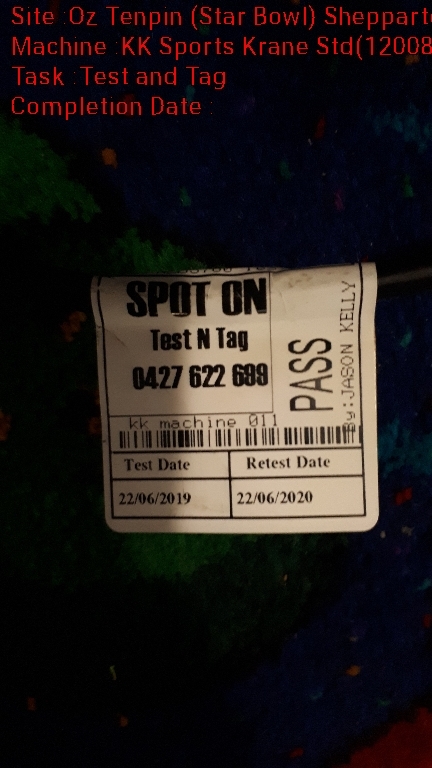 Site :Oz Tenpin (Star Bowl) Shepparto
Machine :KK Sports Krane Std(12008
Task :Test and Tag
Completion Date :
SPOT ON
Test N Tag
0427 622 699
PASS
By:JASON KELLY
kk machine 011
Test Date
Retest Date
22/06/2019
22/06/2020